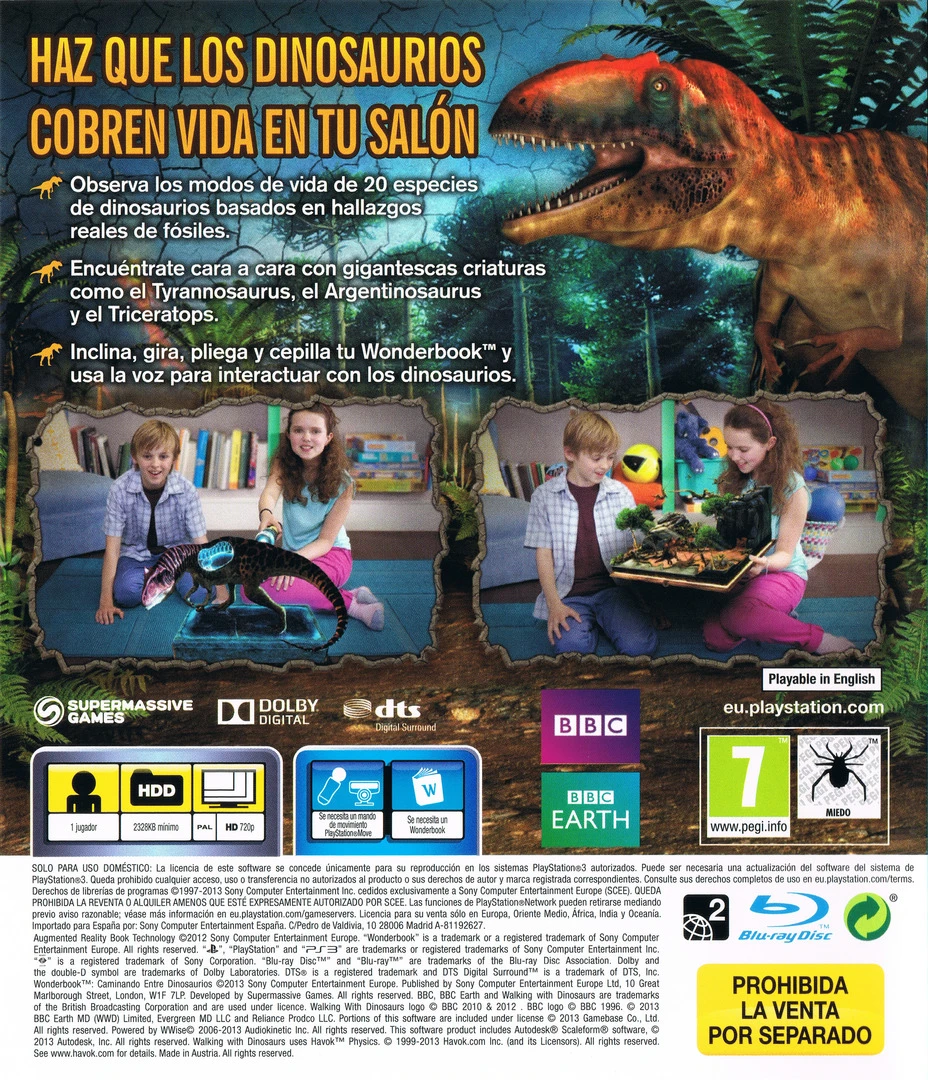 HAZ QUE LOS DINOSAURIOS
COBREN VIDA EN TU SALÓN
Observa los modos de vida de 20 especies
de dinosaurios basados en hallazgos
reales de fósiles.
Encuéntrate cara a cara con gigantescas criaturas
como el Tyrannosaurus, el Argentinosaurus
y el Triceratops.
Inclina, gira, pliega y cepilla tu Wonderbook™ y
usa la voz para interactuar con los dinosaurios.
Playable in English
eu.playstation.com
SUPERMASSIVE
GAMES
DOLBY
DIGITAL
dts
Digital Surround
BBC
BBC
EARTH
1 jugador
HDD
2328KB mínimo
PAL
HD 720p
Se necesita un mando
de movimiento
PlayStation®Move
W
Se necesita un
Wonderbook
7
™
www.pegi.info
™
MIEDO
SOLO PARA USO DOMÉSTICO: La licencia de este software se concede únicamente para su reproducción en los sistemas PlayStation®3 autorizados. Puede ser necesaria una actualización del software del sistema de
PlayStation®3. Queda prohibido cualquier acceso, uso o transferencia no autorizados al producto o sus derechos de autor y marca registrada correspondientes. Consulte sus derechos completos de uso en eu.playstation.com/terms.
Derechos de librerías de programas ©1997-2013 Sony Computer Entertainment Inc. cedidos exclusivamente a Sony Computer Entertainment Europe (SCEE). QUEDA
PROHIBIDA LA REVENTA O ALQUILER AMENOS QUE ESTÉ EXPRESAMENTE AUTORIZADO POR SCEE. Las funciones de PlayStation®Network pueden retirarse mediando
previo aviso razonable; véase más información en eu.playstation.com/gameservers. Licencia para su venta sólo en Europa, Oriente Medio, África, India y Oceanía.
Importado para España por: Sony Computer Entertainment España. C/Pedro de Valdivia, 10 28006 Madrid A-81192627.
Augmented Reality Book Technology ©2012 Sony Computer Entertainment Europe. "Wonderbook" is a trademark or a registered trademark of Sony Computer
Entertainment Europe. All rights reserved. " ", "PlayStation" and "PS3" are trademarks or registered trademarks of Sony Computer Entertainment Inc.
" " is a registered trademark of Sony Corporation. "Blu-ray Disc™" and "Blu-ray™" are trademarks of the Blu-ray Disc Association. Dolby and
the double-D symbol are trademarks of Dolby Laboratories. DTS® is a registered trademark and DTS Digital Surround™ is a trademark of DTS, Inc.
Wonderbook™: Caminando Entre Dinosaurios ©2013 Sony Computer Entertainment Europe. Published by Sony Computer Entertainment Europe Ltd, 10 Great
Marlborough Street, London, W1F 7LP. Developed by Supermassive Games. All rights reserved. BBC, BBC Earth and Walking with Dinosaurs are trademarks
of the British Broadcasting Corporation and are used under licence. Walking With Dinosaurs logo © BBC 2010 & 2012 . BBC logo © BBC 1996. © 2013
BBC Earth MD (WWD) Limited, Evergreen MD LLC and Reliance Produco LLC. Portions of this software are included under license © 2013 Gamebase Co., Ltd.
All rights reserved. Powered by WWise© 2006-2013 Audiokinetic Inc. All rights reserved. This software product includes Autodesk® Scaleform® software, ©
2013 Autodesk, Inc. All rights reserved. Walking with Dinosaurs uses Havok™ Physics. © 1999-2013 Havok.com Inc. (and its Licensors). All rights reserved.
See www.havok.com for details. Made in Austria. All rights reserved.
2
Blu-ray Disc
®
PROHIBIDA
LA VENTA
POR SEPARADO